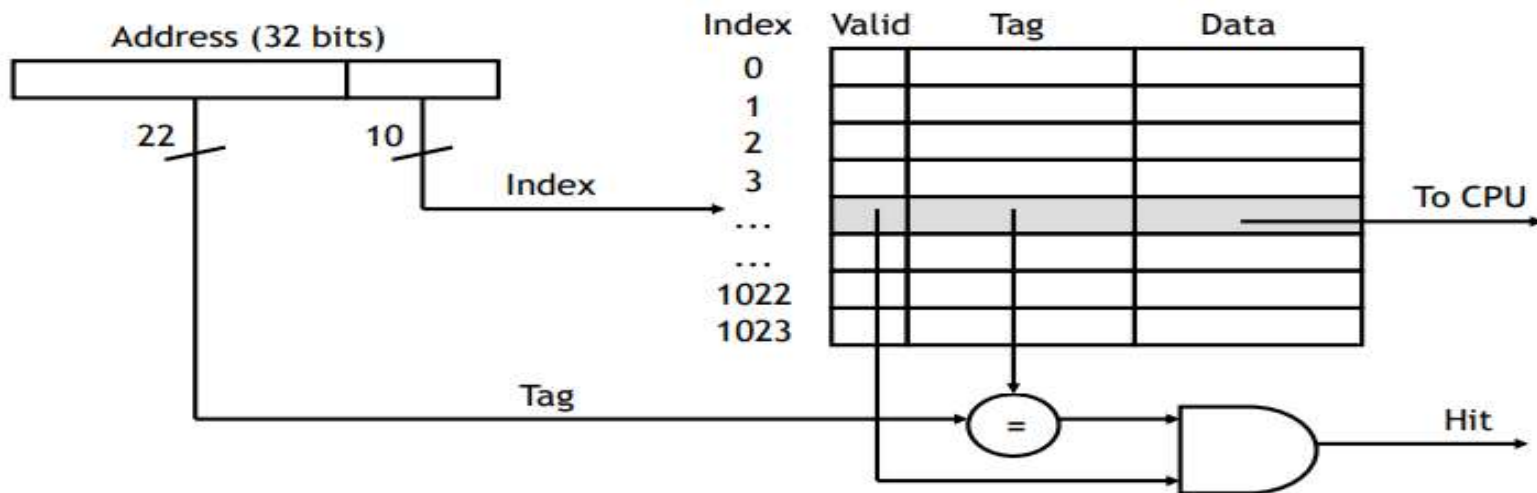 Address (32 bits)
Index Valid Tag Data
0
1
2
3
...
...
1022
1023
22
10
Index
To CPU
Tag
=
Hit